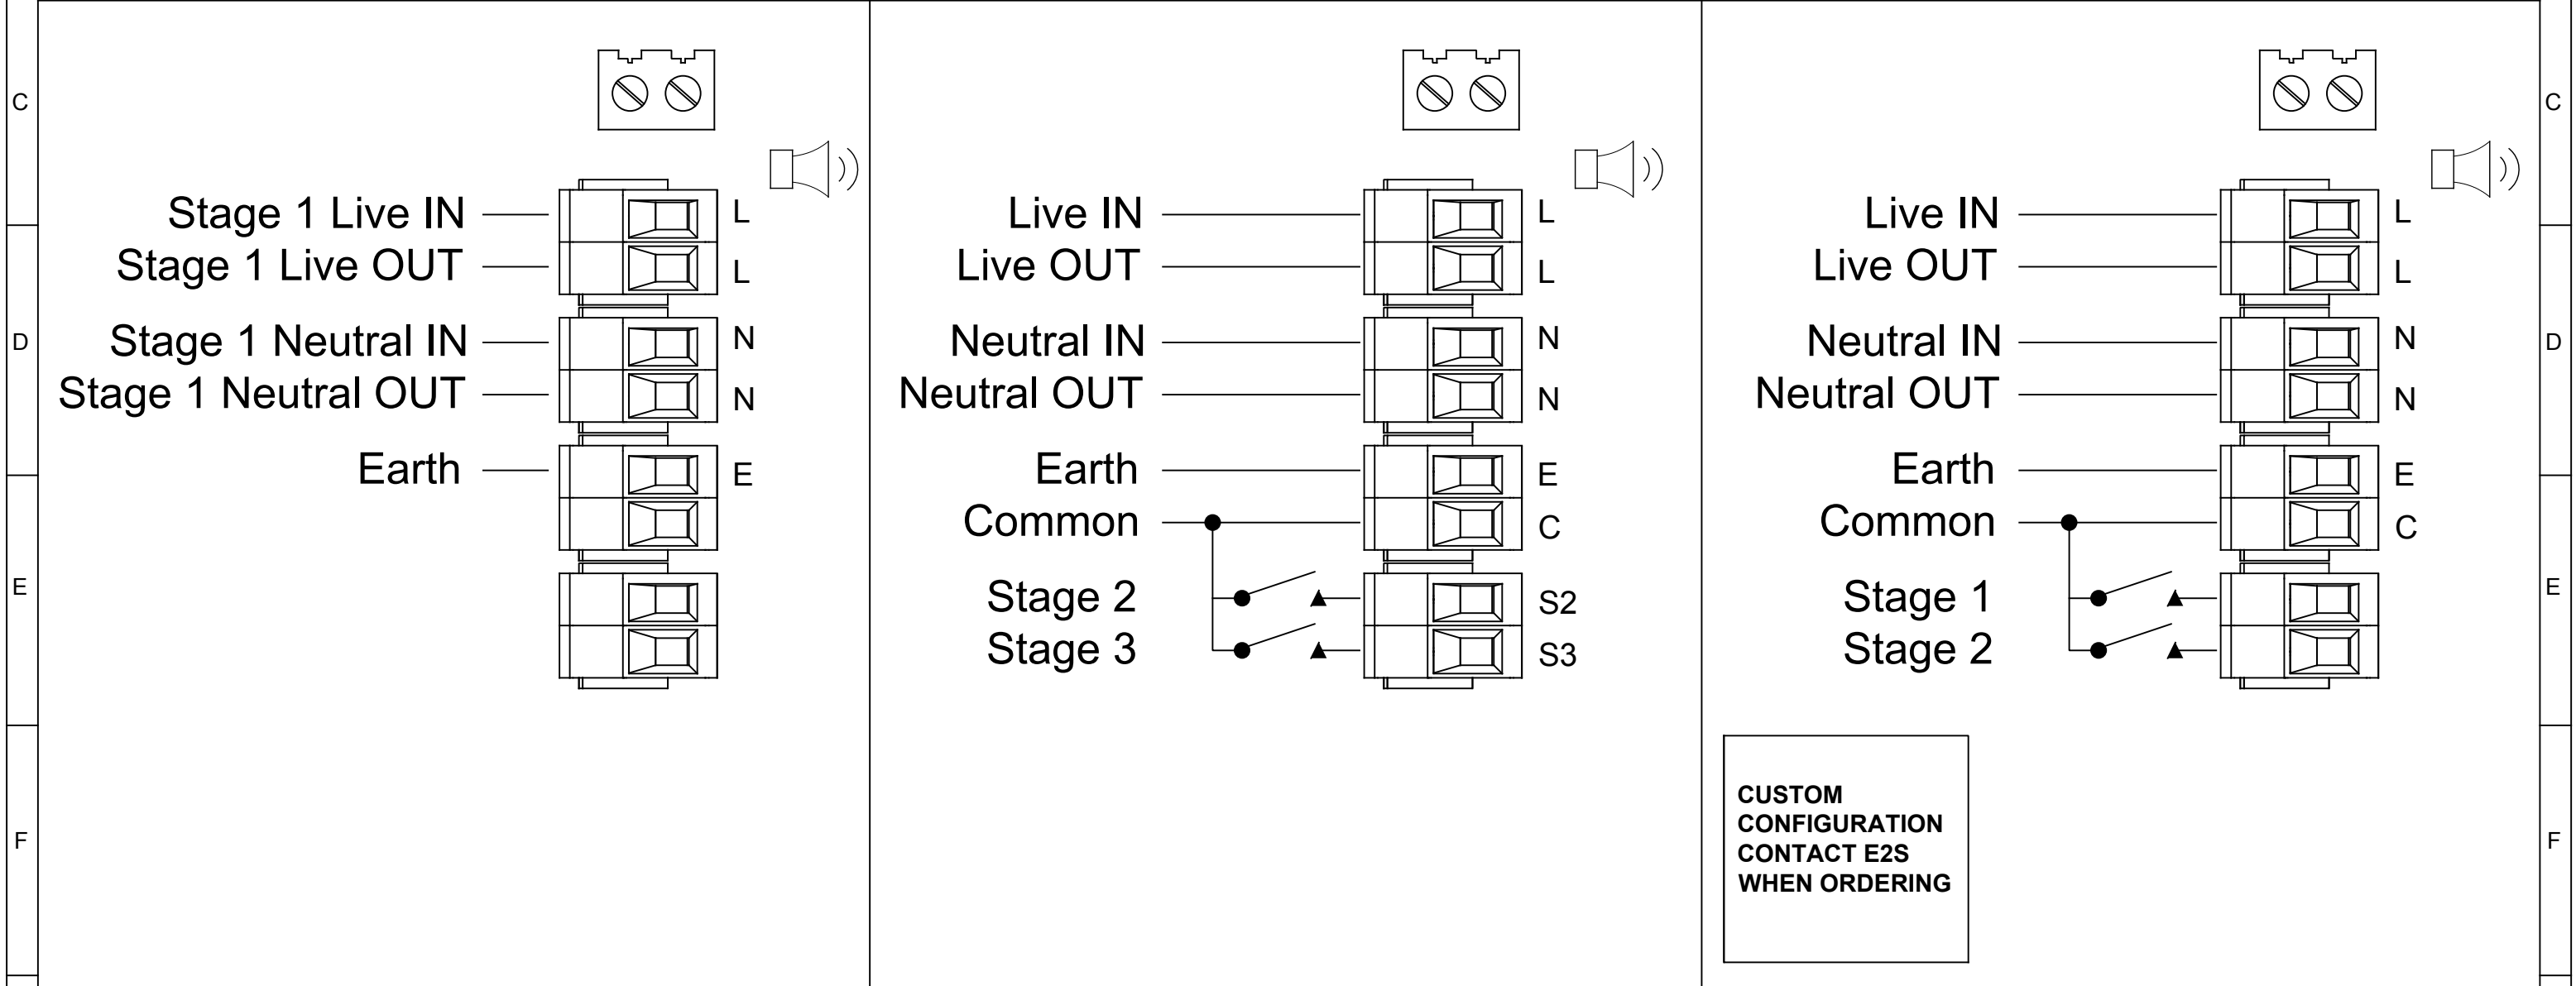 C
D
E
F
Stage 1 Live IN L
Stage 1 Live OUT L
Stage 1 Neutral IN N
Stage 1 Neutral OUT N
Earth E
Live IN L
Live OUT L
Neutral IN N
Neutral OUT N
Earth E
Common C
Stage 2 S2
Stage 3 S3
Live IN L
Live OUT L
Neutral IN N
Neutral OUT N
Earth E
Common C
Stage 1
Stage 2
CUSTOM
CONFIGURATION
CONTACT E2S
WHEN ORDERING
C
D
E
F